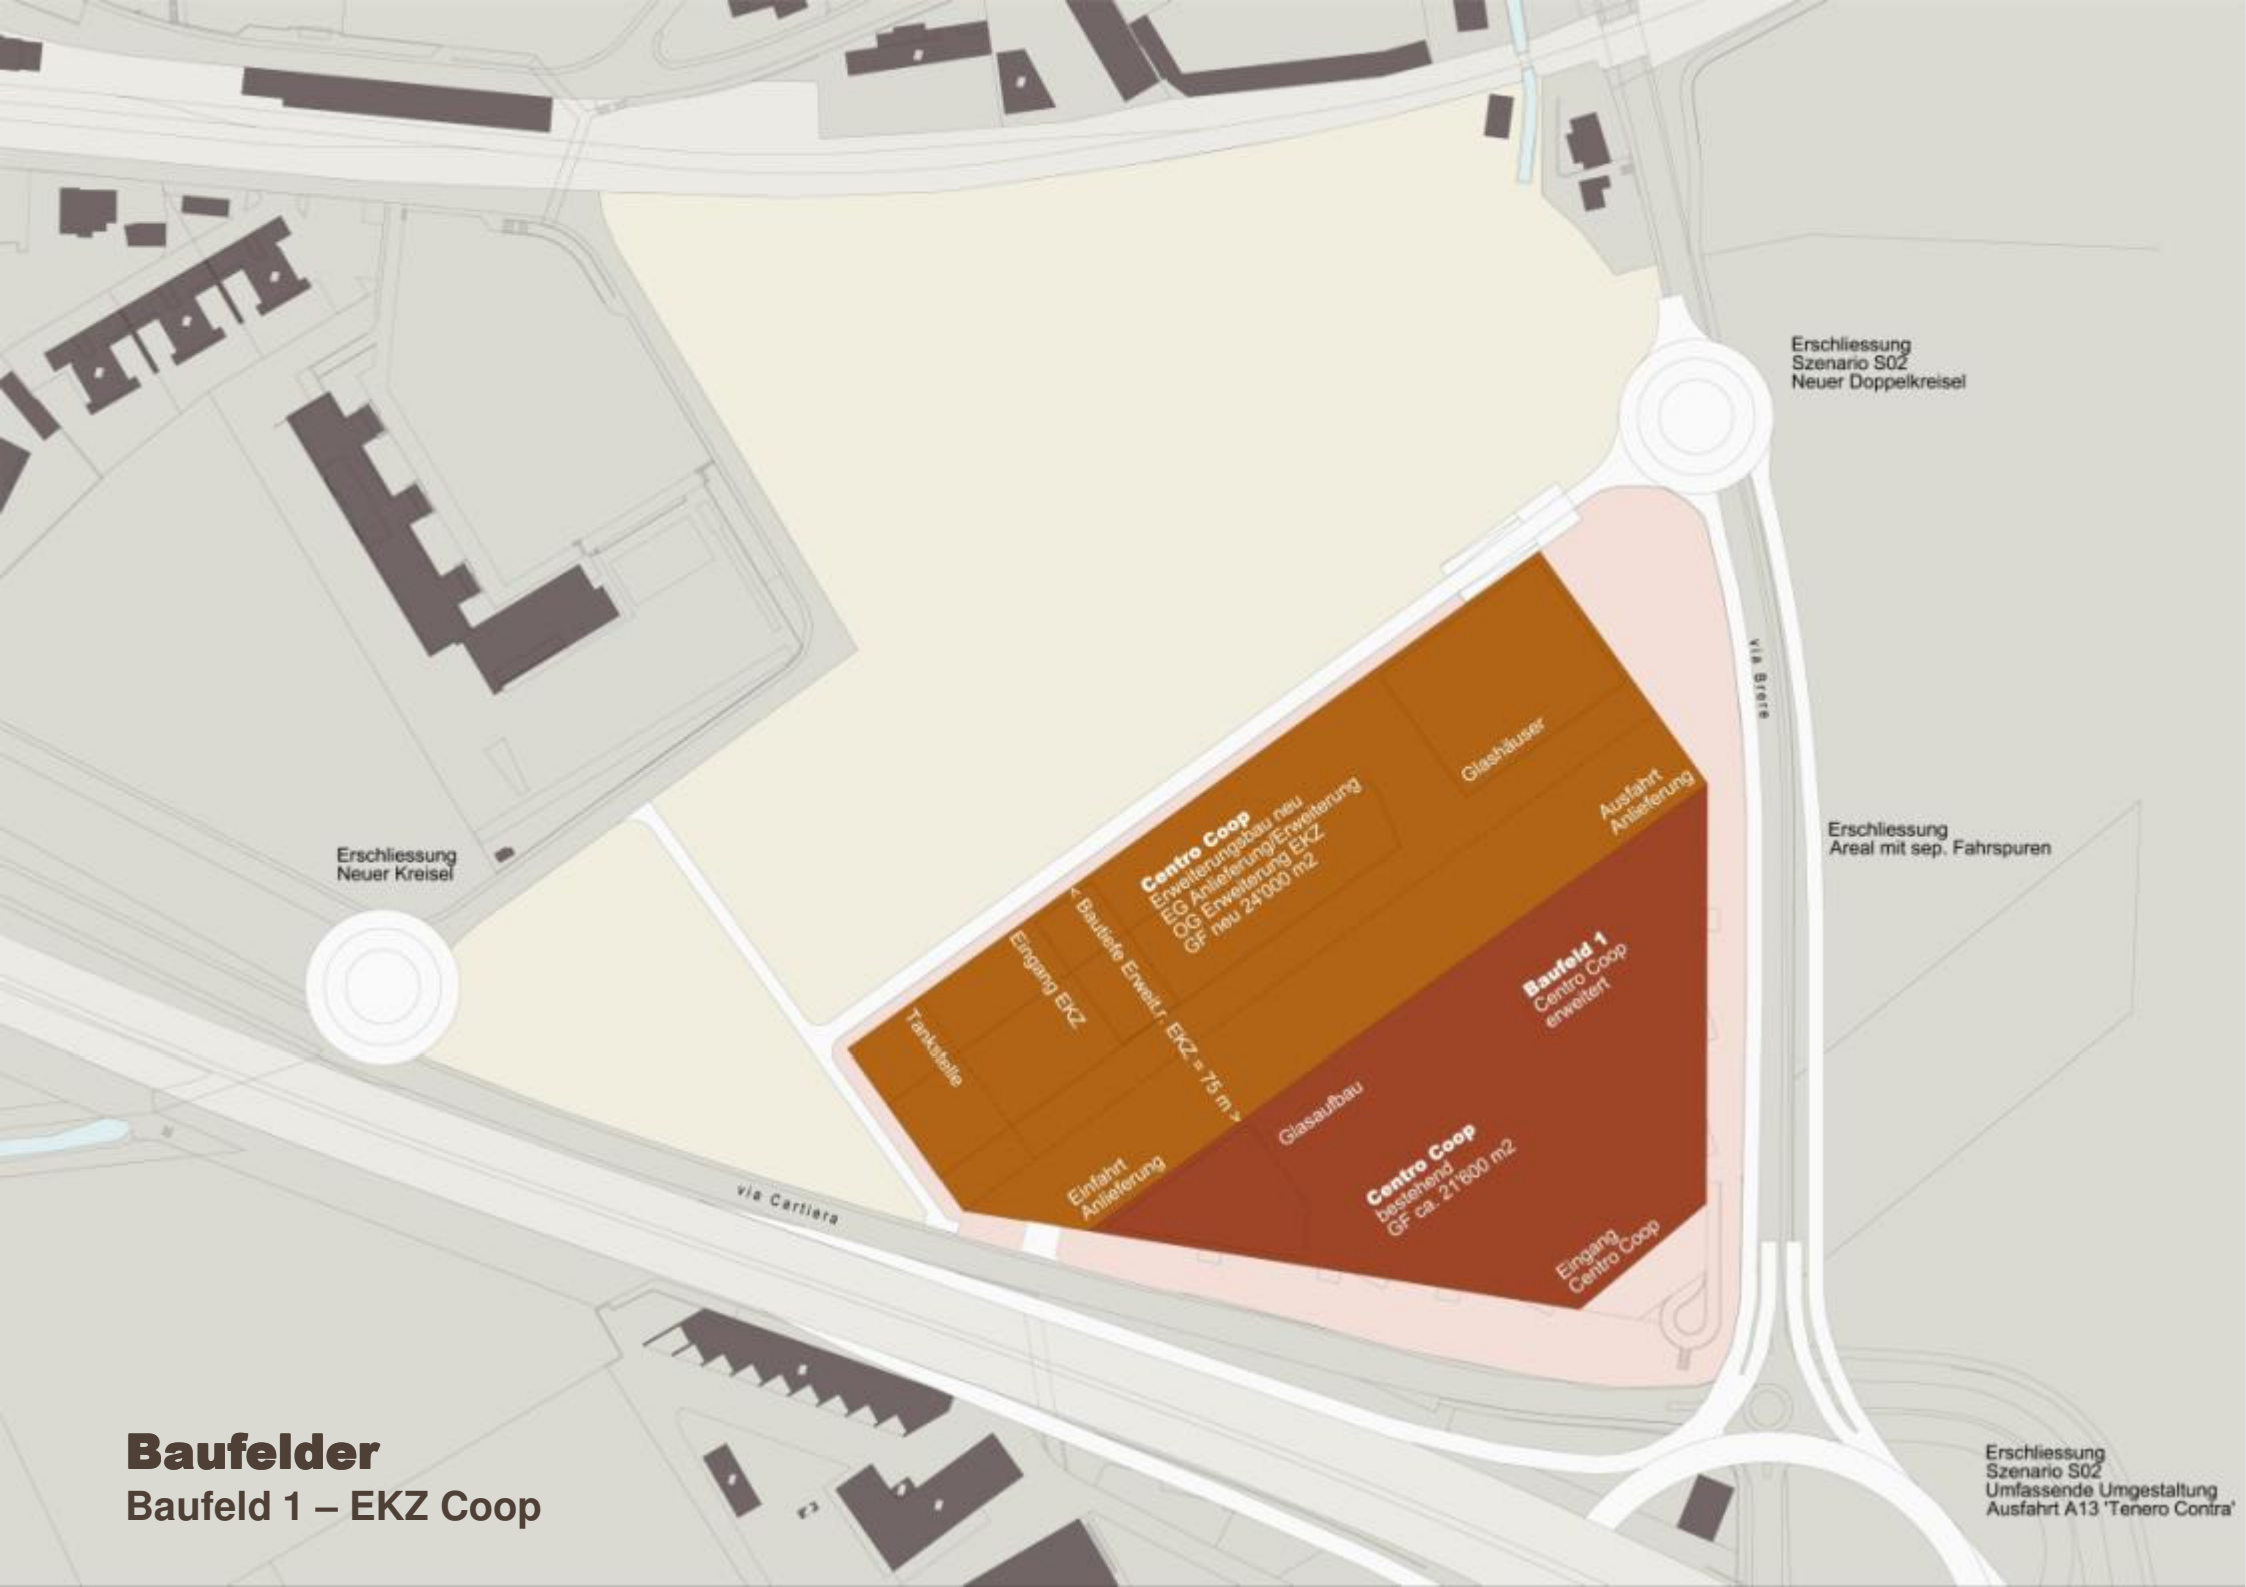 Erschliessung
Szenario S02
Neuer Doppelkreisel
via Brere
Glashäuser
Ausfahrt
Anlieferung
Centro Coop
Erweiterungsbau neu
EG Anlieferung/Erweiterung
OG Erweiterung EKZ
GF neu 24'000 m2
Erschliessung
Areal mit sep. Fahrspuren
Erschliessung
Neuer Kreisel
< Bautiefe Erweit.r. EKZ = 75 m >
Eingang EKZ
Tankstelle
Baufeld 1
Centro Coop
erweitert
Glasaufbau
Centro Coop
bestehend
GF ca. 21'600 m2
Einfahrt
Anlieferung
via Cartiera
Eingang
Centro Coop
Baufelder
Baufeld 1 – EKZ Coop
Erschliessung
Szenario S02
Umfassende Umgestaltung
Ausfahrt A13 'Tenero Contra'